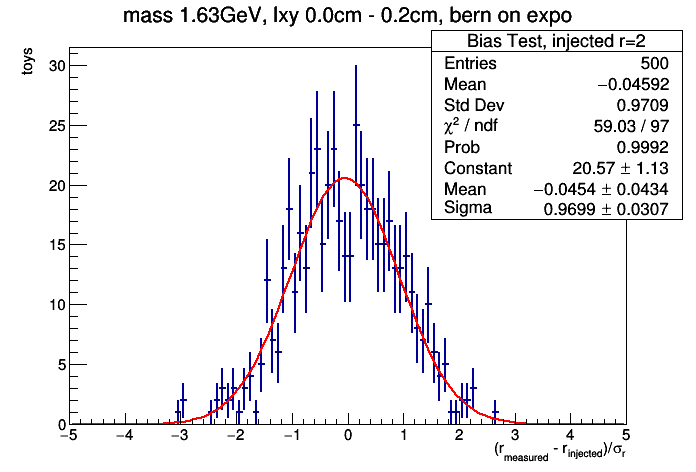 mass 1.63GeV, lxy 0.0cm - 0.2cm, bern on expo
Bias Test, injected r=2
Entries 500
Mean −0.04592
Std Dev 0.9709
χ² / ndf 59.03 / 97
Prob 0.9992
Constant 20.57 ± 1.13
Mean −0.0454 ± 0.0434
Sigma 0.9699 ± 0.0307
toys
30
25
20
15
10
5
0
−5 −4 −3 −2 −1 0 1 2 3 4 5
(r_measured - r_injected)/σ_r